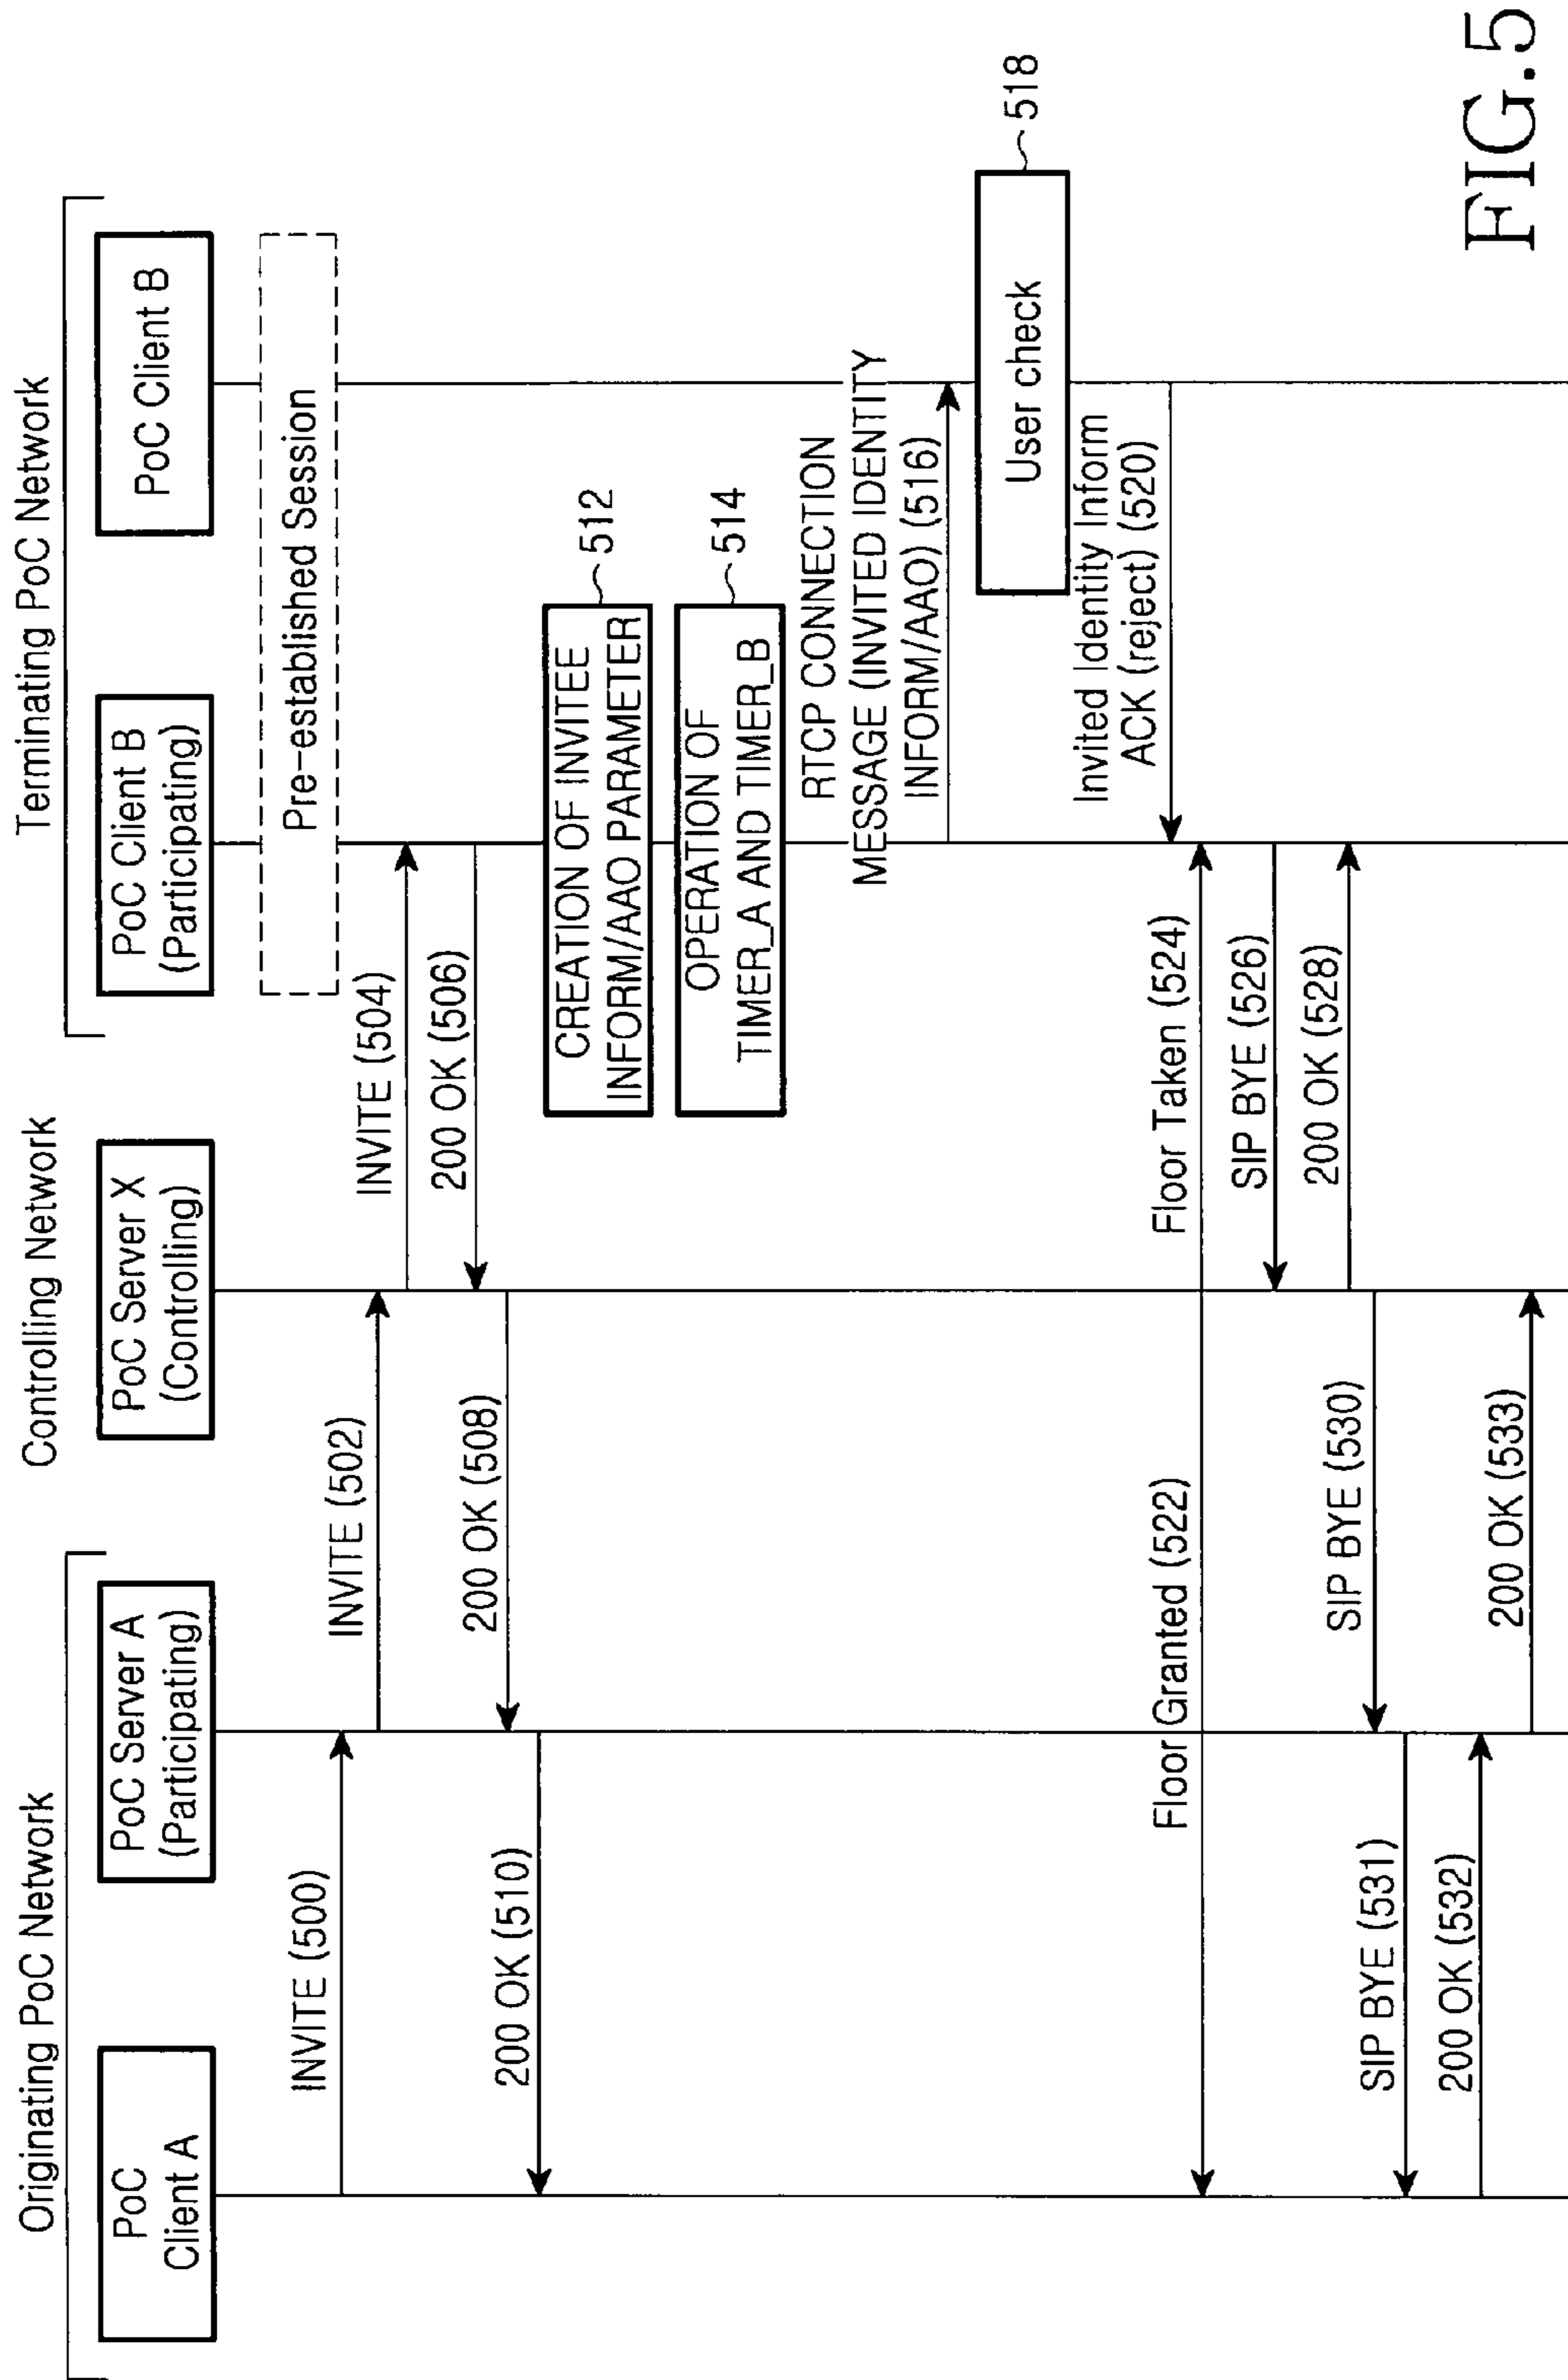 Originating PoC Network
Controlling Network
Terminating PoC Network
PoC
Client A
PoC Server A
(Participating)
PoC Server X
(Controlling)
PoC Client B
(Participating)
PoC Client B
Pre-established Session
INVITE (500)
INVITE (502)
INVITE (504)
200 OK (506)
200 OK (508)
200 OK (510)
CREATION OF INVITEE
INFORM/AAO PARAMETER
512
OPERATION OF
TIMER_A AND TIMER_B
514
RTCP CONNECTION
MESSAGE (INVITED IDENTITY
INFORM/AAO) (516)
User check
518
Invited Identity Inform
ACK (reject) (520)
Floor Granted (522)
Floor Taken (524)
SIP BYE (526)
200 OK (528)
SIP BYE (530)
SIP BYE (531)
200 OK (532)
200 OK (533)
FIG.5